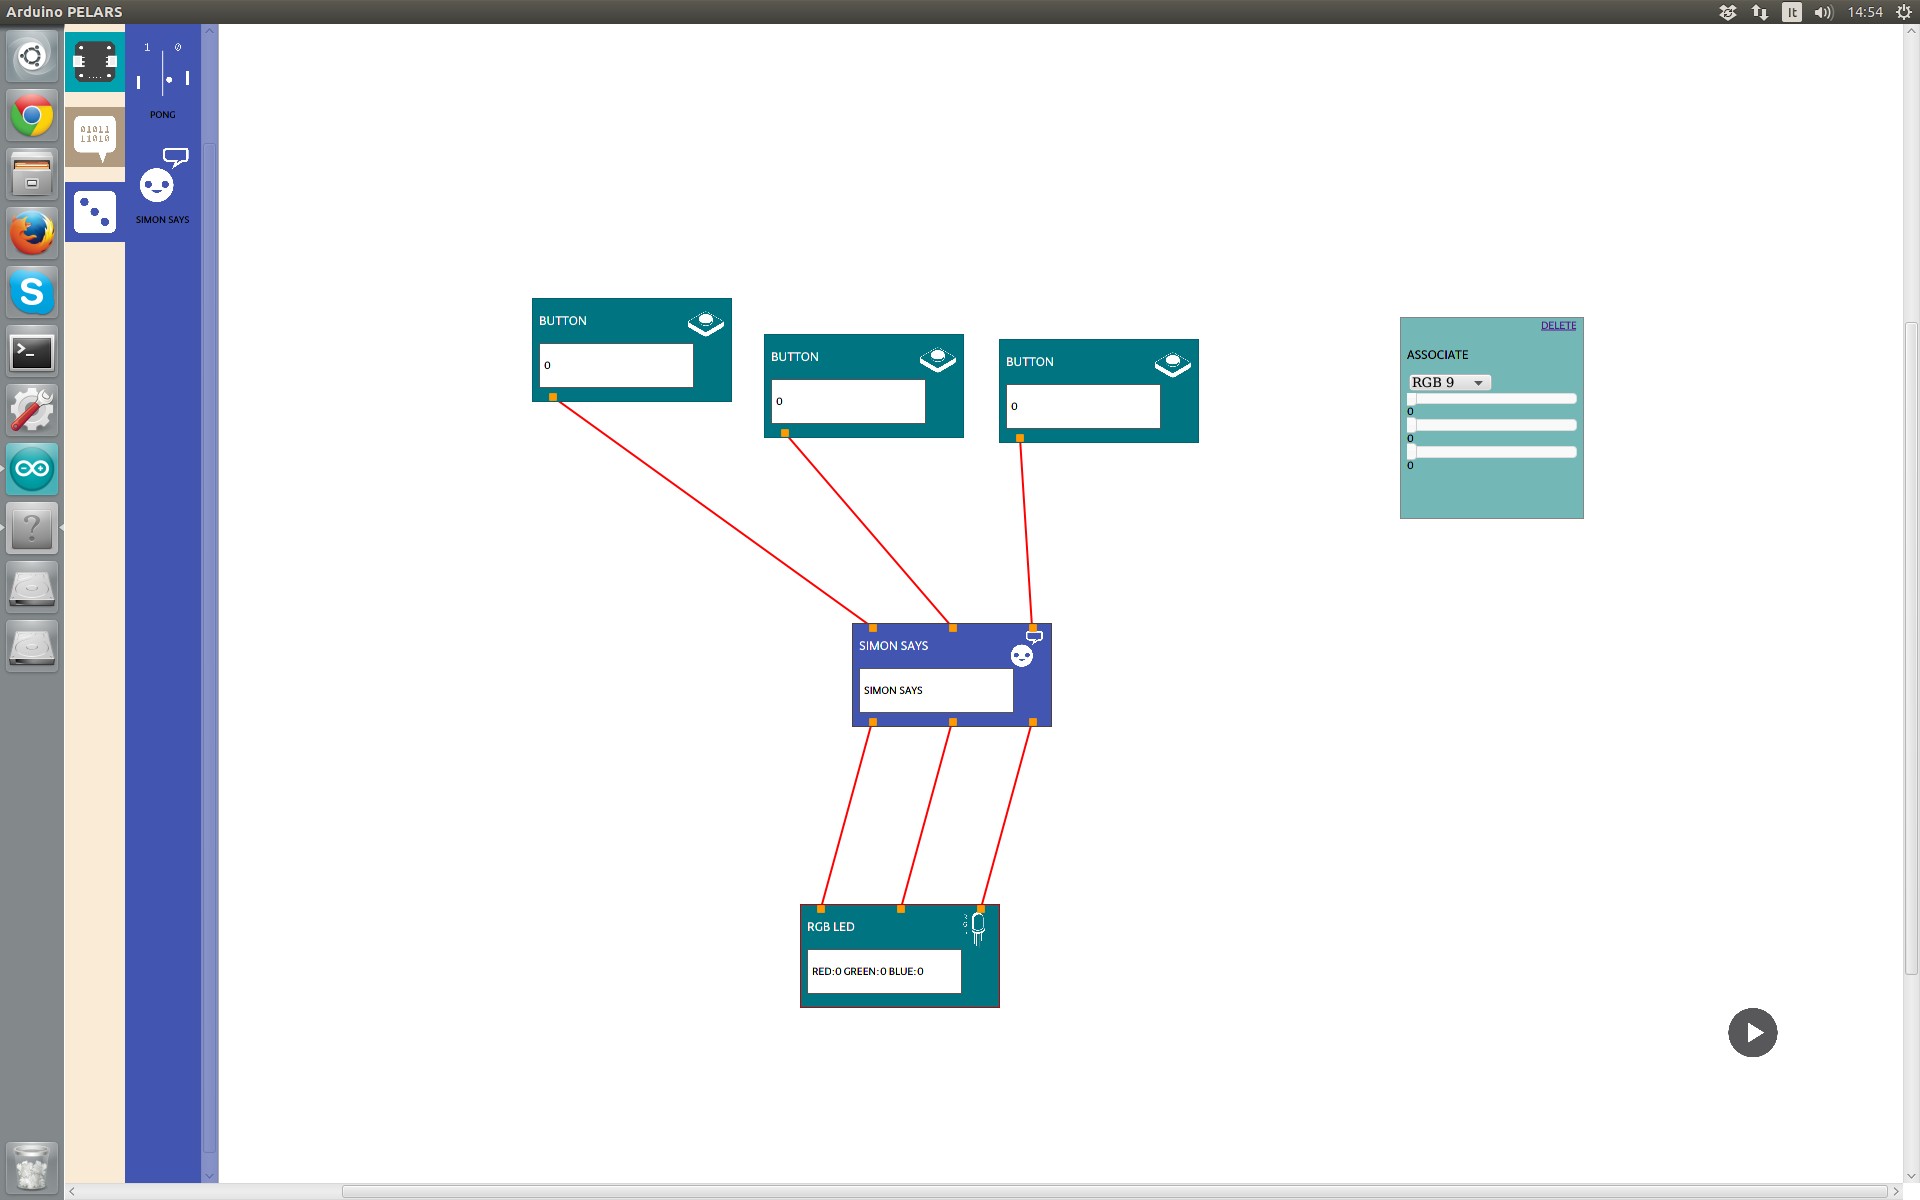 Arduino PELARS
It
14:54
1 0
PONG
01011
11010
SIMON SAYS
BUTTON
0
BUTTON
0
BUTTON
0
DELETE
ASSOCIATE
RGB 9
0
0
0
SIMON SAYS
SIMON SAYS
RGB LED
RED:0 GREEN:0 BLUE:0